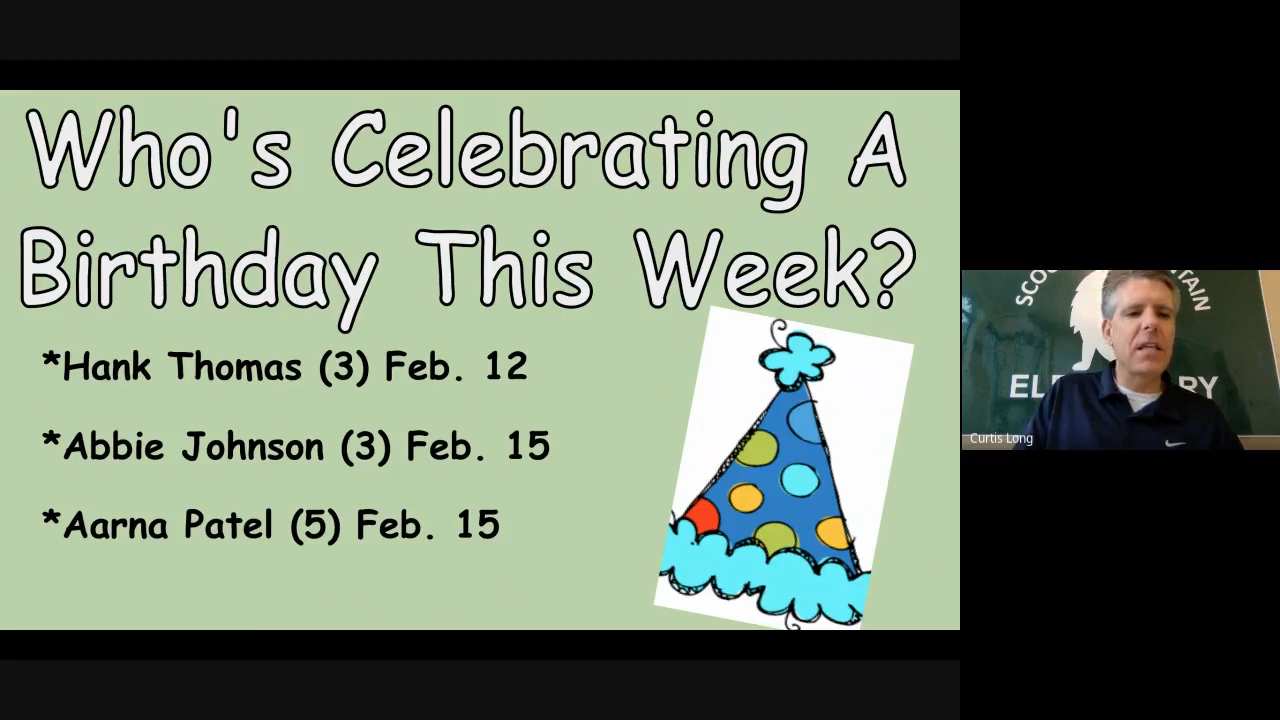 Who's Celebrating A
Birthday This Week?
*Hank Thomas (3) Feb. 12
*Abbie Johnson (3) Feb. 15
*Aarna Patel (5) Feb. 15
Curtis Long